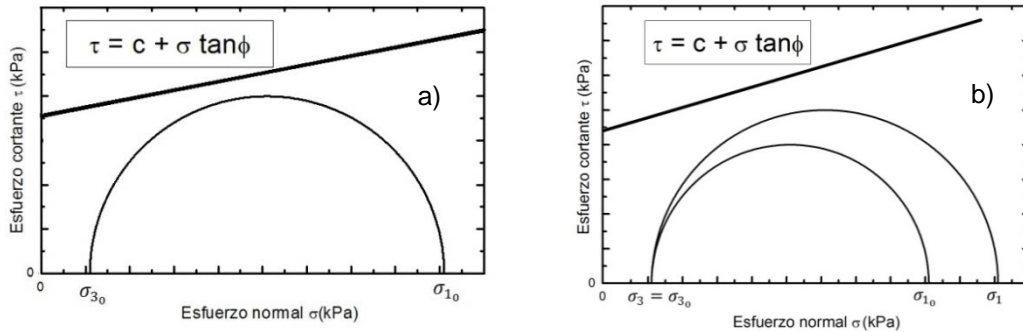 τ = c + σ tanϕ
a)
Esfuerzo cortante τ (kPa)
0
0
σ₃₀
σ₁₀
Esfuerzo normal σ(kPa)
τ = c + σ tanϕ
b)
Esfuerzo cortante τ (kPa)
0
0
σ₃ = σ₃₀
σ₁₀
σ₁
Esfuerzo normal σ(kPa)